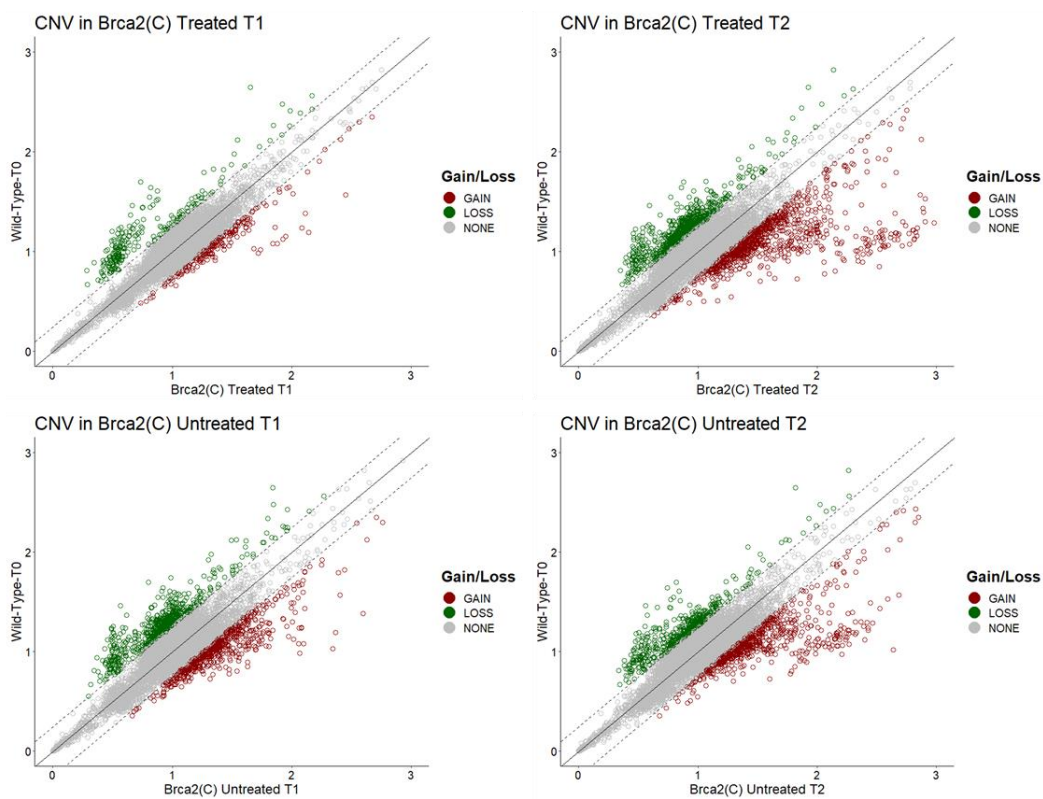 CNV in Brca2(C) Treated T1
3
2
1
0
Wild-Type-T0
0 1 2 3
Brca2(C) Treated T1
Gain/Loss
GAIN
LOSS
NONE
CNV in Brca2(C) Treated T2
3
2
1
0
Wild-Type-T0
0 1 2 3
Brca2(C) Treated T2
Gain/Loss
GAIN
LOSS
NONE
CNV in Brca2(C) Untreated T1
3
2
1
0
Wild-Type-T0
0 1 2 3
Brca2(C) Untreated T1
Gain/Loss
GAIN
LOSS
NONE
CNV in Brca2(C) Untreated T2
3
2
1
0
Wild-Type-T0
0 1 2 3
Brca2(C) Untreated T2
Gain/Loss
GAIN
LOSS
NONE